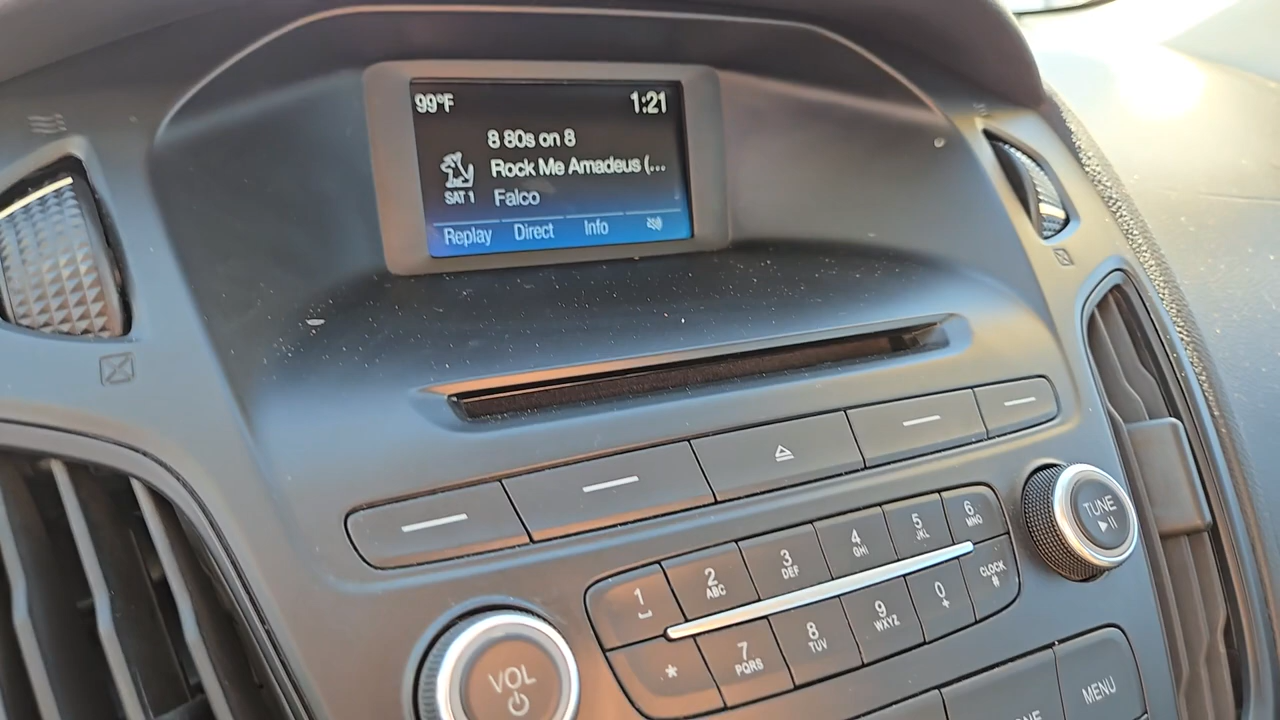 99°F 1:21
8 80s on 8
Rock Me Amadeus (...
SAT 1 Falco
Replay Direct Info
1 2 ABC 3 DEF 4 GHI 5 JKL 6 MNO
* 7 PQRS 8 TUV 9 WXYZ 0 + CLOCK #
TUNE
VOL
MENU